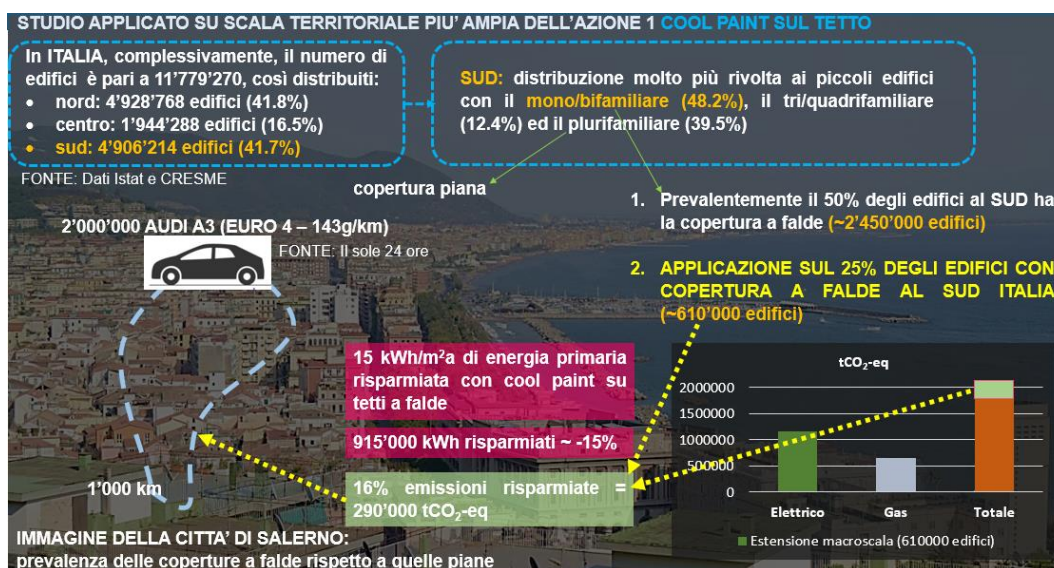 STUDIO APPLICATO SU SCALA TERRITORIALE PIU' AMPIA DELL'AZIONE 1 COOL PAINT SUL TETTO
In ITALIA, complessivamente, il numero di
edifici è pari a 11'779'270, così distribuiti:
• nord: 4'928'768 edifici (41.8%)
• centro: 1'944'288 edifici (16.5%)
• sud: 4'906'214 edifici (41.7%)
FONTE: Dati Istat e CRESME
SUD: distribuzione molto più rivolta ai piccoli edifici
con il mono/bifamiliare (48.2%), il tri/quadrifamiliare
(12.4%) ed il plurifamiliare (39.5%)
copertura piana
1. Prevalentemente il 50% degli edifici al SUD ha
la copertura a falde (~2'450'000 edifici)
2. APPLICAZIONE SUL 25% DEGLI EDIFICI CON
COPERTURA A FALDE AL SUD ITALIA
(~610'000 edifici)
2'000'000 AUDI A3 (EURO 4 – 143g/km)
FONTE: Il sole 24 ore
1'000 km
15 kWh/m²a di energia primaria
risparmiata con cool paint su
tetti a falde
915'000 kWh risparmiati ~ -15%
16% emissioni risparmiate =
290'000 tCO₂-eq
tCO₂-eq
2000000
1500000
1000000
500000
0
Elettrico Gas Totale
Estensione macroscala (610000 edifici)
IMMAGINE DELLA CITTA' DI SALERNO:
prevalenza delle coperture a falde rispetto a quelle piane